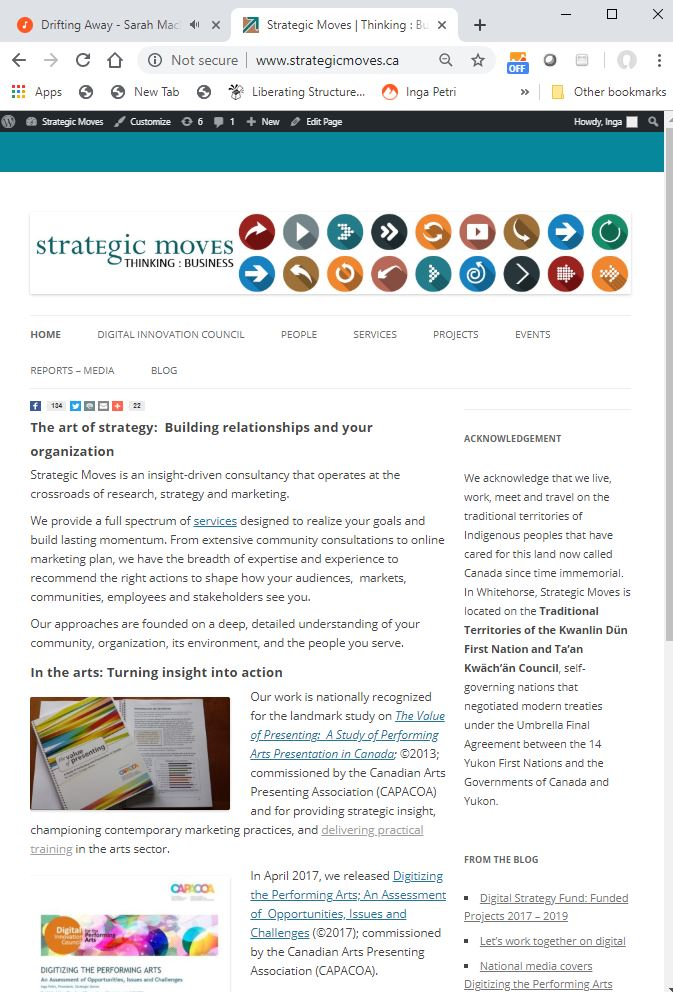 Drifting Away - Sarah Mac
Strategic Moves | Thinking : Bu
Not secure | www.strategicmoves.ca
OFF
Apps
New Tab
Liberating Structure...
Inga Petri
»
Other bookmarks
Strategic Moves
Customize
6
1
New
Edit Page
Howdy, Inga
strategic moves
THINKING : BUSINESS
HOME
DIGITAL INNOVATION COUNCIL
PEOPLE
SERVICES
PROJECTS
EVENTS
REPORTS – MEDIA
BLOG
134
22
The art of strategy: Building relationships and your
organization
Strategic Moves is an insight-driven consultancy that operates at the
crossroads of research, strategy and marketing.
We provide a full spectrum of services designed to realize your goals and
build lasting momentum. From extensive community consultations to online
marketing plan, we have the breadth of expertise and experience to
recommend the right actions to shape how your audiences, markets,
communities, employees and stakeholders see you.
Our approaches are founded on a deep, detailed understanding of your
community, organization, its environment, and the people you serve.
In the arts: Turning insight into action
the value
of presenting:
CAPACOA
Our work is nationally recognized
for the landmark study on The Value
of Presenting: A Study of Performing
Arts Presentation in Canada; ©2013;
commissioned by the Canadian Arts
Presenting Association (CAPACOA)
and for providing strategic insight,
championing contemporary marketing practices, and delivering practical
training in the arts sector.
CAPACOA
Digital
Innovation
Council
for the
Performing
Arts
DIGITIZING THE PERFORMING ARTS
An Assessment of Opportunities, Issues and Challenges
Inga Petri, President, Strategic Moves
In April 2017, we released Digitizing
the Performing Arts; An Assessment
of Opportunities, Issues and
Challenges (©2017); commissioned
by the Canadian Arts Presenting
Association (CAPACOA).
ACKNOWLEDGEMENT
We acknowledge that we live,
work, meet and travel on the
traditional territories of
Indigenous peoples that have
cared for this land now called
Canada since time immemorial.
In Whitehorse, Strategic Moves is
located on the Traditional
Territories of the Kwanlin Dün
First Nation and Ta'an
Kwäch'än Council, self-
governing nations that
negotiated modern treaties
under the Umbrella Final
Agreement between the 14
Yukon First Nations and the
Governments of Canada and
Yukon.
FROM THE BLOG
Digital Strategy Fund: Funded
Projects 2017 – 2019
Let's work together on digital
National media covers
Digitizing the Performing Arts